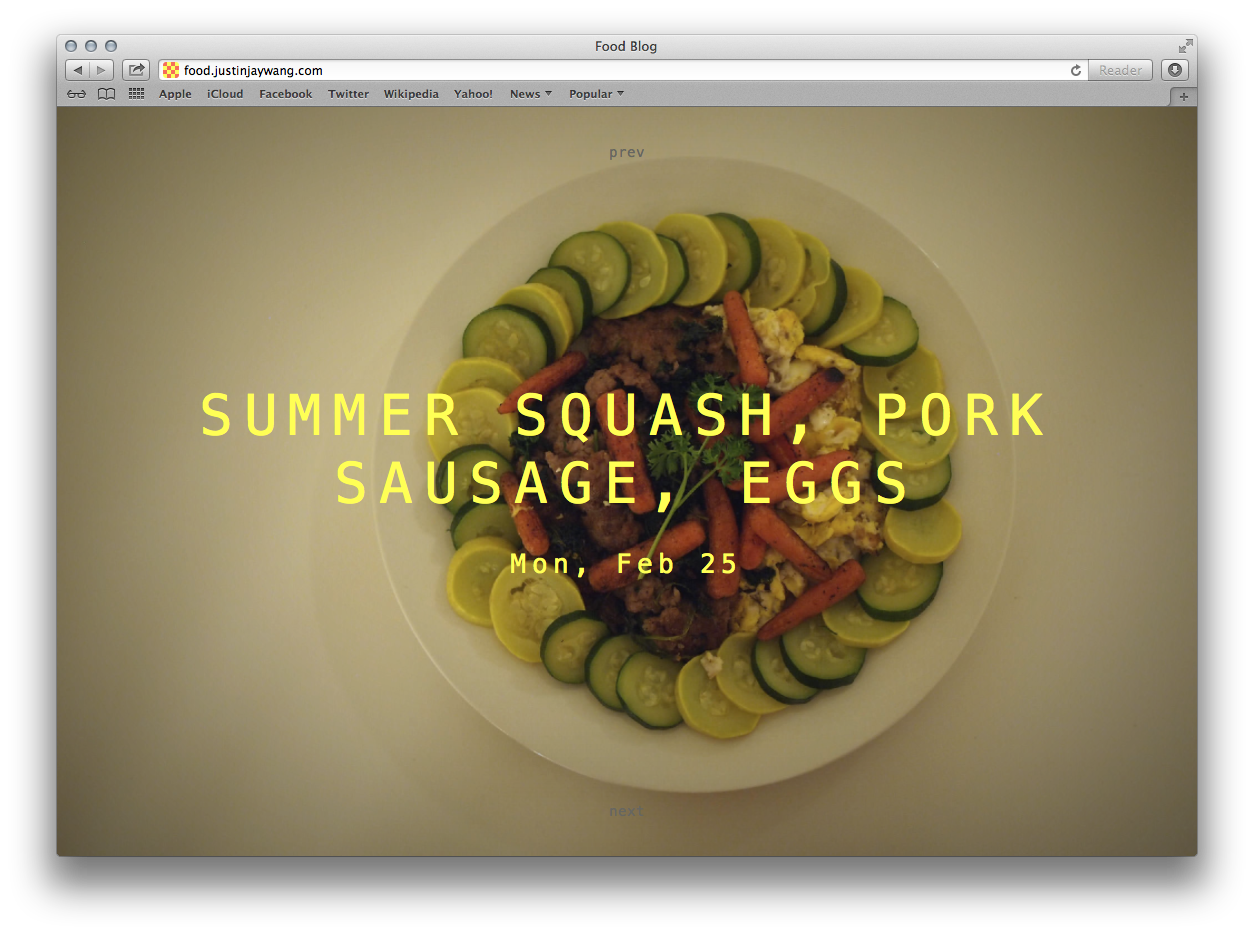 Food Blog
food.justinjaywang.com
Reader
Apple iCloud Facebook Twitter Wikipedia Yahoo! News Popular
prev
SUMMER SQUASH, PORK
SAUSAGE, EGGS
Mon, Feb 25
next